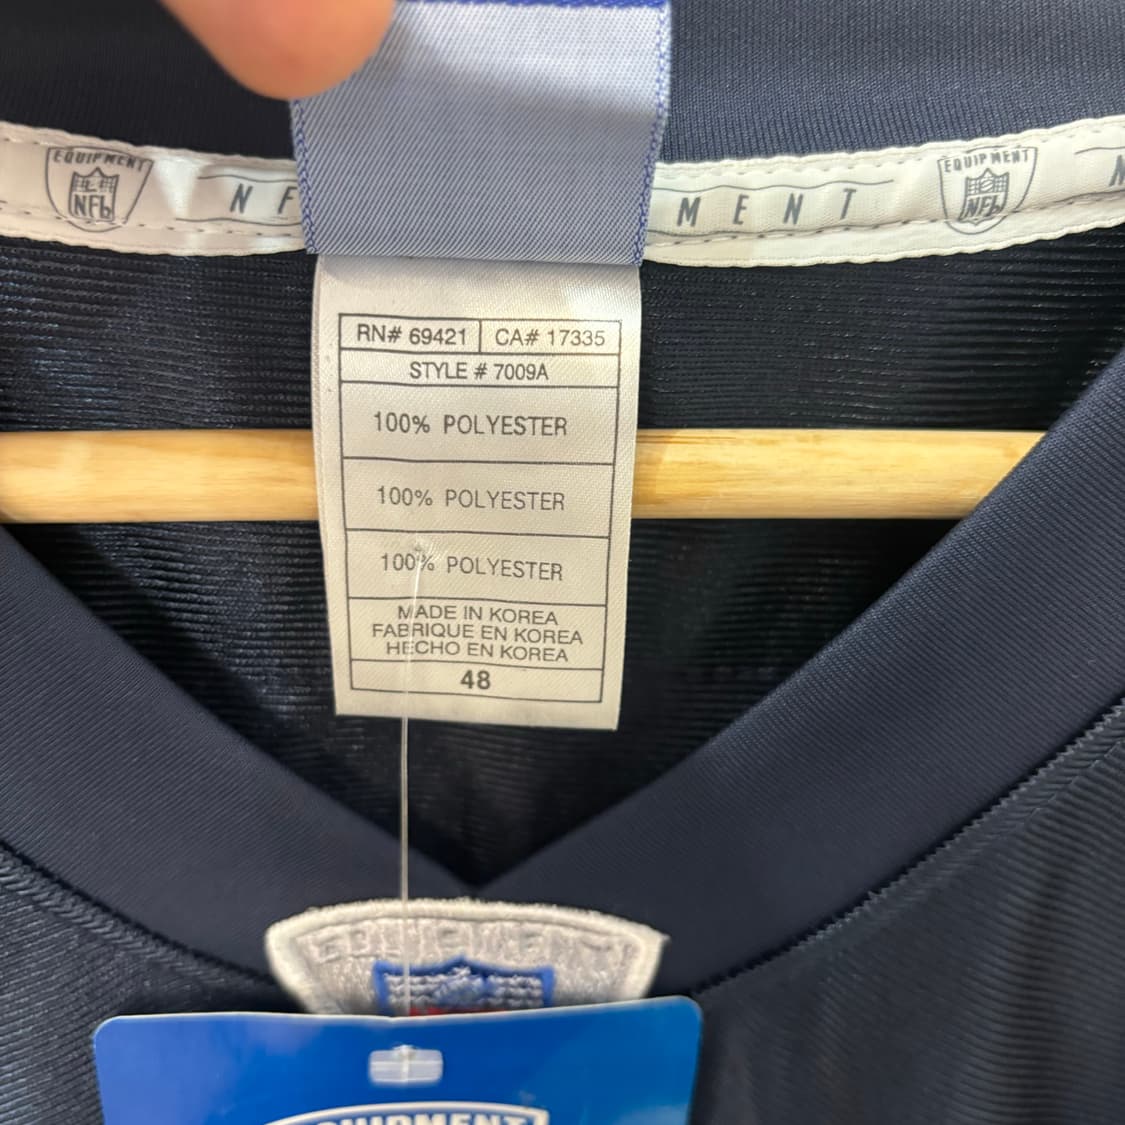 EQUIPMENT
NFL
N F
M E N T
EQUIPMENT
NFL
N
RN# 69421 CA# 17335
STYLE # 7009A
100% POLYESTER
100% POLYESTER
100% POLYESTER
MADE IN KOREA
FABRIQUE EN KOREA
HECHO EN KOREA
48
EQUIPMENT
EQUIPMENT